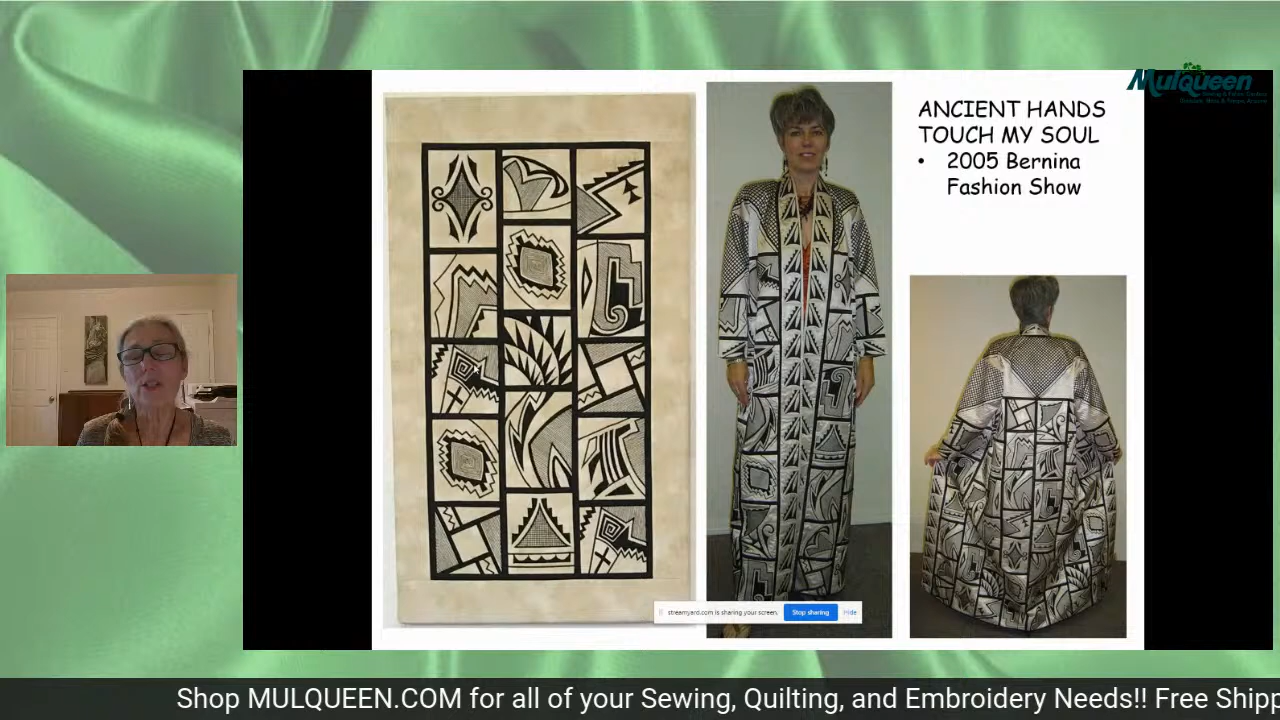 Mulqueen
ANCIENT HANDS
TOUCH MY SOUL
• 2005 Bernina
Fashion Show
streamyard.com is sharing your screen.
Stop sharing
Hide
Shop MULQUEEN.COM for all of your Sewing, Quilting, and Embroidery Needs!! Free Shipp